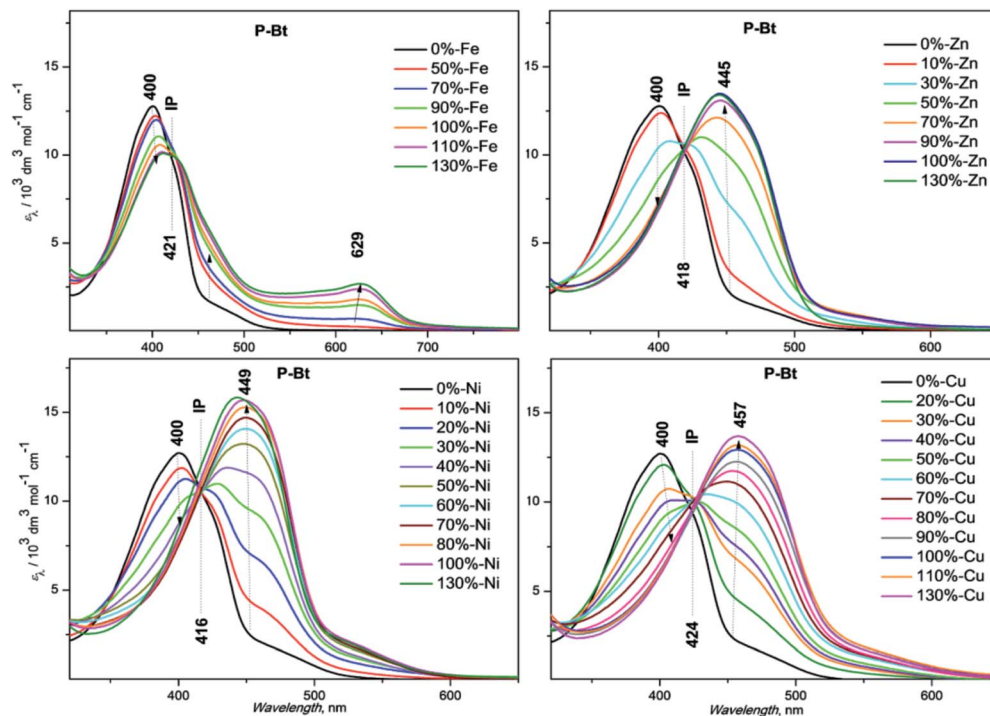 P-Bt
15
10
5
ε_λ / 10³ dm³ mol⁻¹ cm⁻¹
400
IP
421
629
0%-Fe
50%-Fe
70%-Fe
90%-Fe
100%-Fe
110%-Fe
130%-Fe
400 500 600 700
P-Bt
15
10
5
400
445
418
0%-Zn
10%-Zn
30%-Zn
50%-Zn
70%-Zn
90%-Zn
100%-Zn
130%-Zn
400 500 600
P-Bt
15
10
5
ε_λ / 10³ dm³ mol⁻¹ cm⁻¹
400
IP
449
416
0%-Ni
10%-Ni
20%-Ni
30%-Ni
40%-Ni
50%-Ni
60%-Ni
70%-Ni
80%-Ni
100%-Ni
130%-Ni
400 500 600
Wavelength, nm
P-Bt
15
10
5
400
IP
457
424
0%-Cu
20%-Cu
30%-Cu
40%-Cu
50%-Cu
60%-Cu
70%-Cu
80%-Cu
90%-Cu
100%-Cu
110%-Cu
130%-Cu
400 500 600
Wavelength, nm